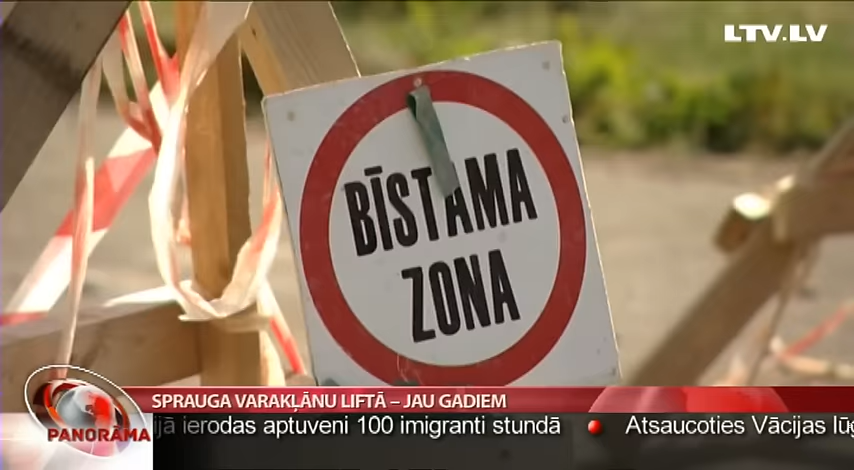 LTV.LV
BĪSTAMA
ZONA
SPRAUGA VARAKĻĀNU LIFTĀ – JAU GADIEM
PANORĀMA
ierodas aptuveni 100 imigranti stundā Atsaucoties Vācijas